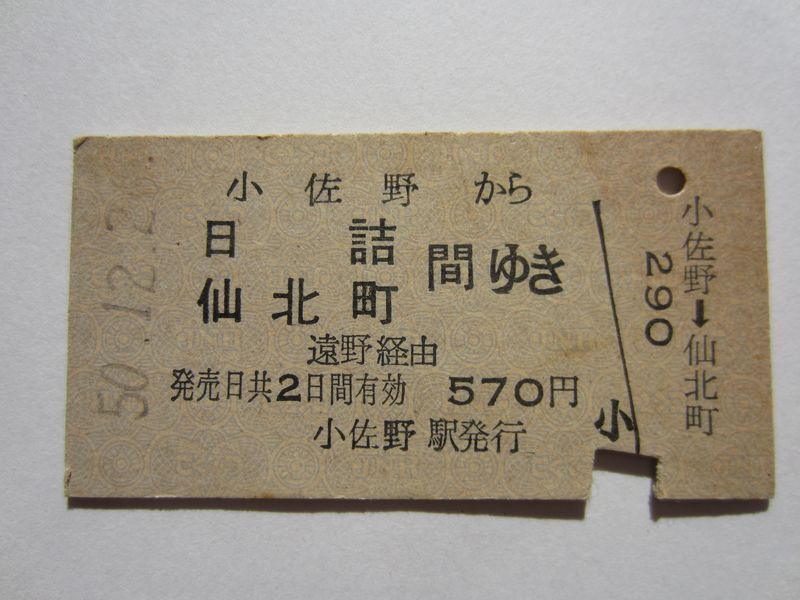 小佐野から
日詰
仙北町
間ゆき
遠野経由
発売日共2日間有効 570円
小佐野駅発行
小
小佐野➡仙北町
290
50.12.2